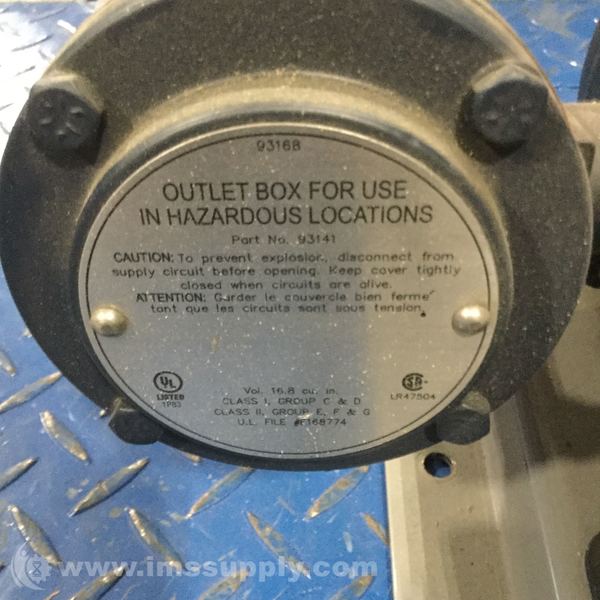 93168
OUTLET BOX FOR USE
IN HAZARDOUS LOCATIONS
Part No. 93141
CAUTION: To prevent explosion, disconnect from
supply circuit before opening. Keep cover tightly
closed when circuits are alive.
ATTENTION: Garder le couvercle bien fermé
tant que les circuits sont sous tension.
UL
LISTED
1P83
Vol. 16.8 cu. in.
CLASS I, GROUP C & D
CLASS II, GROUP E, F & G
U.L. FILE #F168774
SA
LR47504
www.imssupply.com